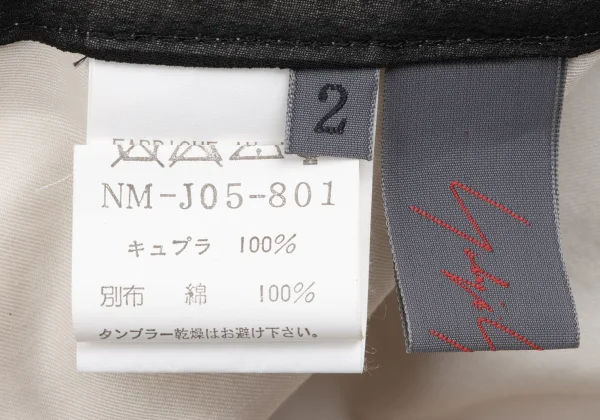 2
NM-J05-801
キュプラ 100%
別布 綿 100%
タンブラー乾燥はお避け下さい。